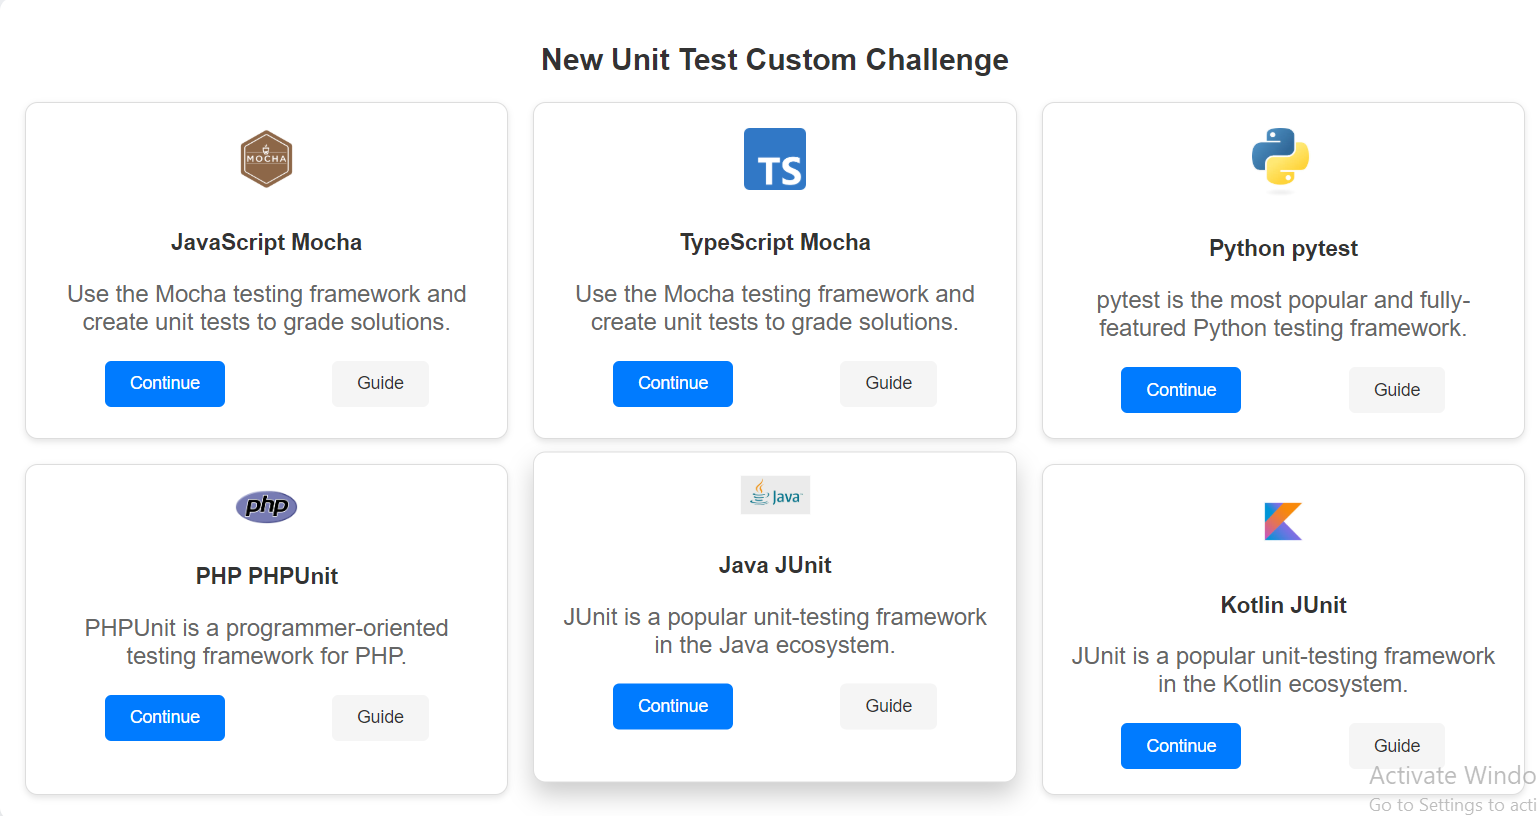 New Unit Test Custom Challenge
MOCHA
JavaScript Mocha
Use the Mocha testing framework and
create unit tests to grade solutions.
Continue
Guide
TS
TypeScript Mocha
Use the Mocha testing framework and
create unit tests to grade solutions.
Continue
Guide
Python pytest
pytest is the most popular and fully-
featured Python testing framework.
Continue
Guide
php
PHP PHPUnit
PHPUnit is a programmer-oriented
testing framework for PHP.
Continue
Guide
Java
Java JUnit
JUnit is a popular unit-testing framework
in the Java ecosystem.
Continue
Guide
Kotlin JUnit
JUnit is a popular unit-testing framework
in the Kotlin ecosystem.
Continue
Guide
Activate Windo
Go to Settings to acti